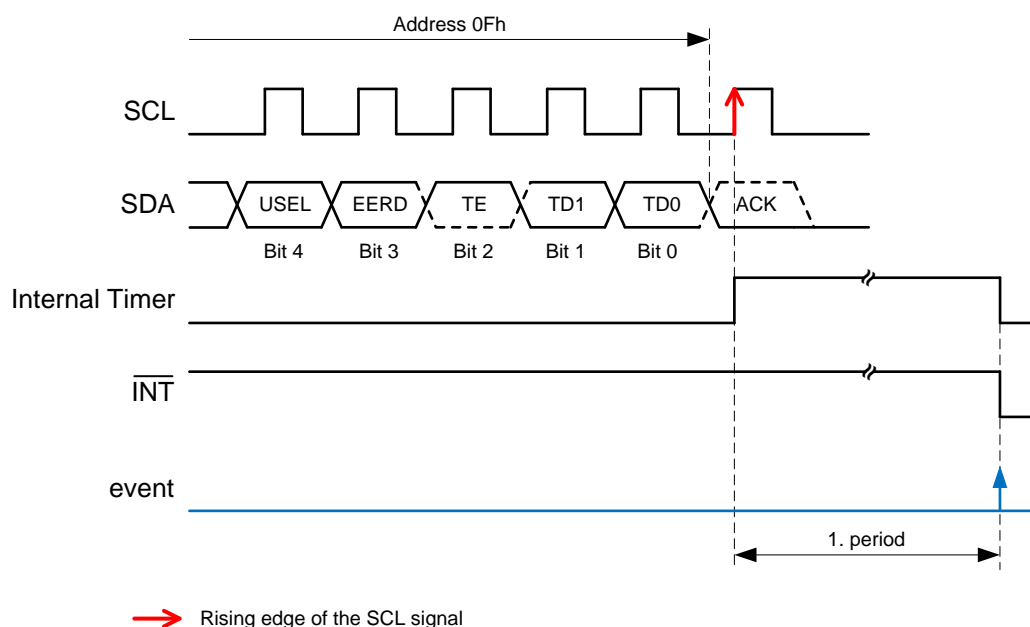 Address 0Fh
SCL
SDA
USEL EERD TE TD1 TD0 ACK
Bit 4 Bit 3 Bit 2 Bit 1 Bit 0
Internal Timer
INT
event
1. period
Rising edge of the SCL signal